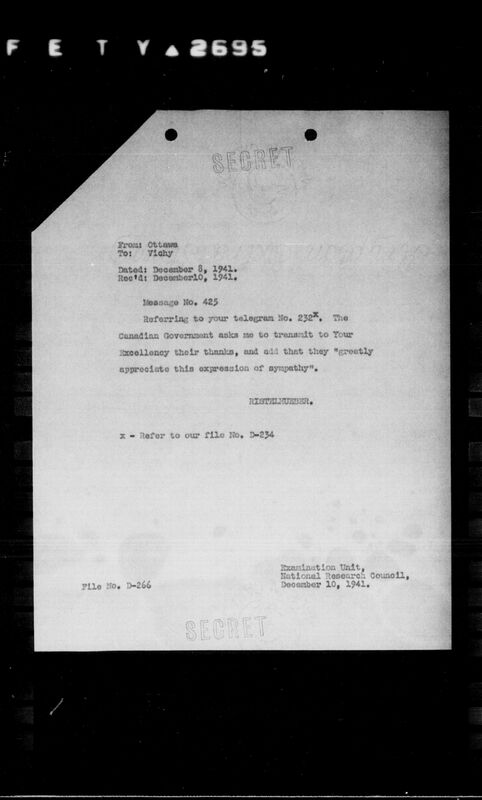 F E T Y ▲ 2695
SECRET
From: Ottawa
To: Vichy
Dated: December 8, 1941.
Rec'd: December10, 1941.
Message No. 425
Referring to your telegram No. 232x. The
Canadian Government asks me to transmit to Your
Excellency their thanks, and add that they "greatly
appreciate this expression of sympathy".
RISTELHUEBER.
x - Refer to our file No. D-234
Examination Unit,
National Research Council,
December 10, 1941.
File No. D-266
SECRET